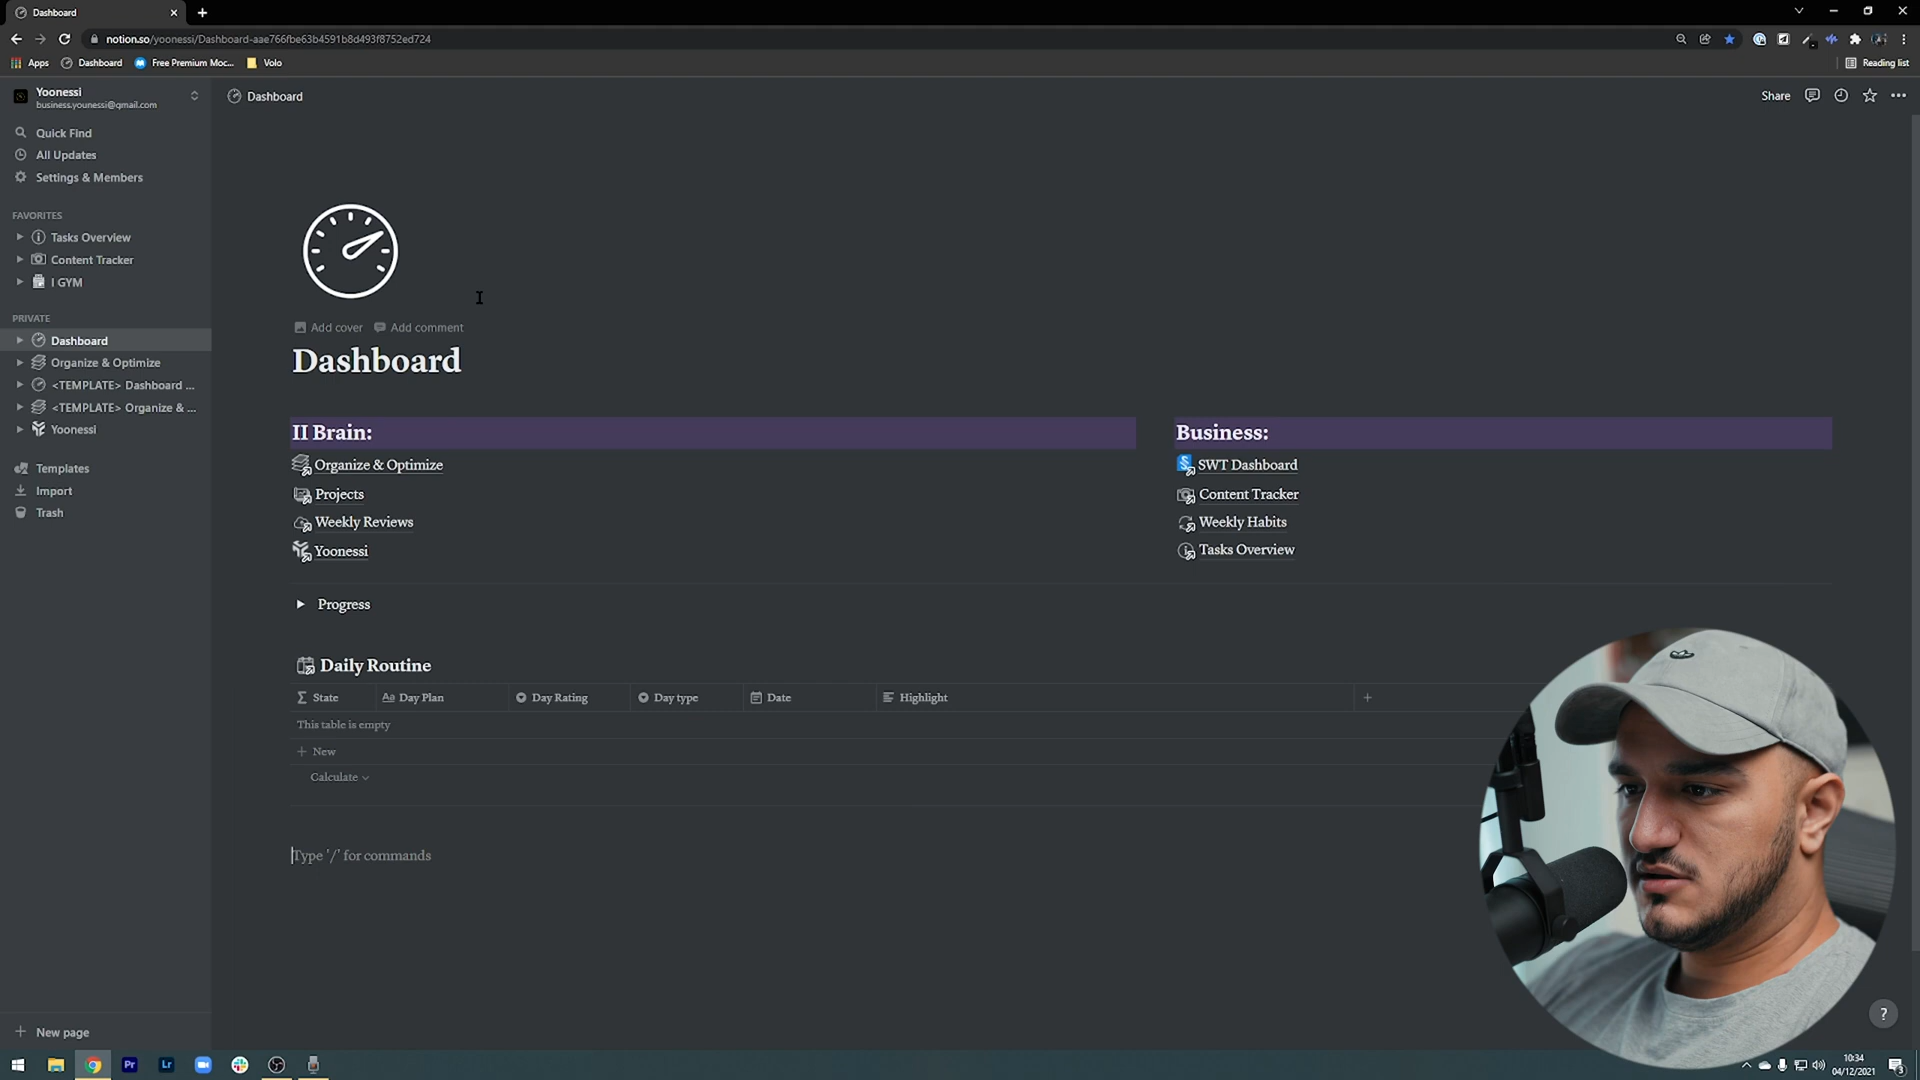 Dashboard
notion.so/yoonessi/Dashboard-aae766fbe63b4591b8d493f8752ed724
Apps
Dashboard
Free Premium Moc...
Volo
Reading list
Yoonessi
business.younessi@gmail.com
Quick Find
All Updates
Settings & Members
FAVORITES
Tasks Overview
Content Tracker
I GYM
PRIVATE
Dashboard
Organize & Optimize
<TEMPLATE> Dashboard ...
<TEMPLATE> Organize & ...
Yoonessi
Templates
Import
Trash
New page
Dashboard
Share
Add cover
Add comment
Dashboard
II Brain:
Organize & Optimize
Projects
Weekly Reviews
Yoonessi
Business:
SWT Dashboard
Content Tracker
Weekly Habits
Tasks Overview
Progress
Daily Routine
State
Aa Day Plan
Day Rating
Day type
Date
Highlight
This table is empty
+ New
Calculate
Type '/' for commands
?
Pr
Lr
10:34
04/12/2021
3